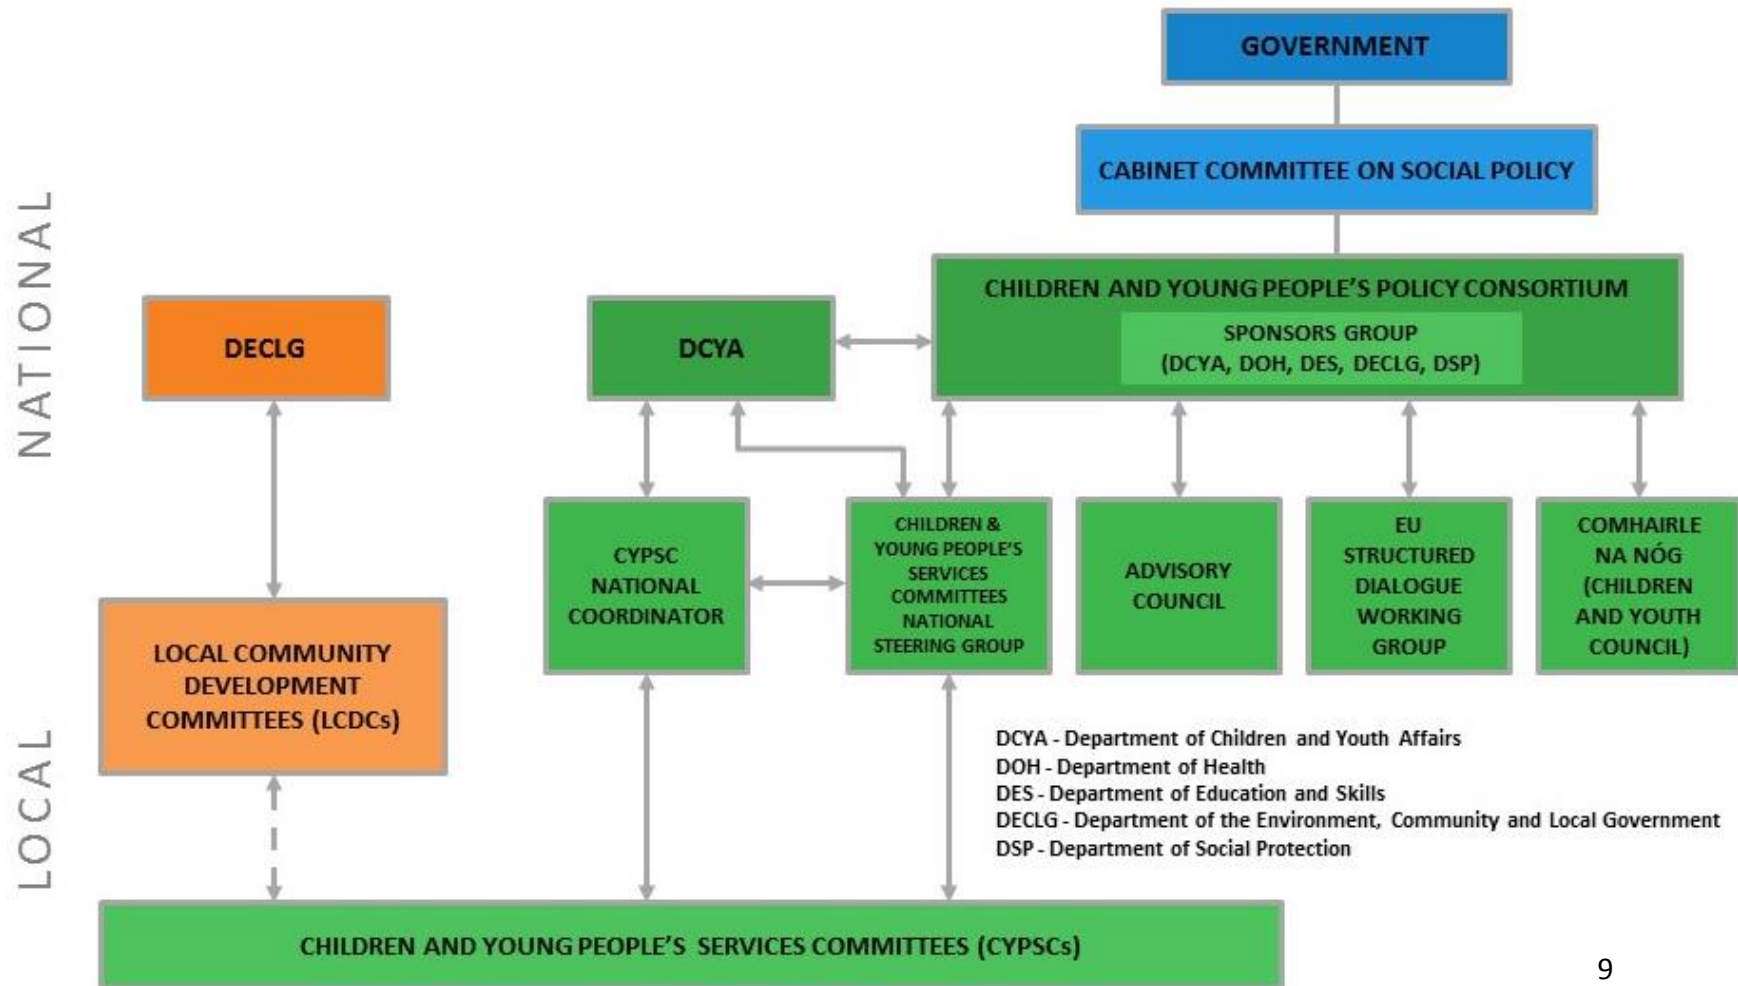 GOVERNMENT
CABINET COMMITTEE ON SOCIAL POLICY
NATIONAL
CHILDREN AND YOUNG PEOPLE'S POLICY CONSORTIUM
SPONSORS GROUP
(DCYA, DOH, DES, DECLG, DSP)
DECLG
DCYA
CYPSC
NATIONAL
COORDINATOR
CHILDREN &
YOUNG PEOPLE'S
SERVICES
COMMITTEES
NATIONAL
STEERING GROUP
ADVISORY
COUNCIL
EU
STRUCTURED
DIALOGUE
WORKING
GROUP
COMHAIRLE
NA NÓG
(CHILDREN
AND YOUTH
COUNCIL)
LOCAL COMMUNITY
DEVELOPMENT
COMMITTEES (LCDCs)
LOCAL
DCYA - Department of Children and Youth Affairs
DOH - Department of Health
DES - Department of Education and Skills
DECLG - Department of the Environment, Community and Local Government
DSP - Department of Social Protection
CHILDREN AND YOUNG PEOPLE'S SERVICES COMMITTEES (CYPSCs)
9